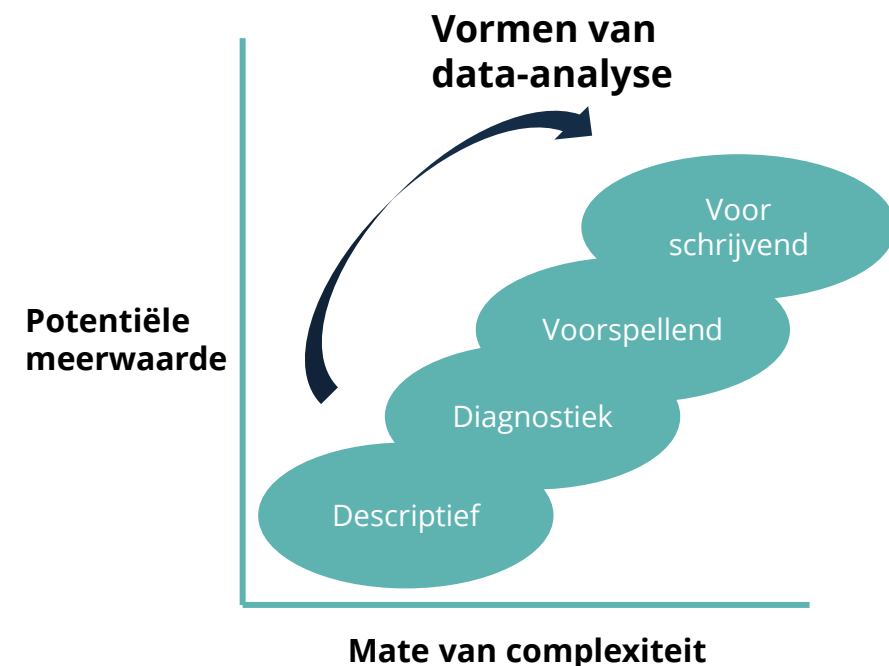 Vormen van
data-analyse
Voor
schrijvend
Potentiële
meerwaarde
Voorspellend
Diagnostiek
Descriptief
Mate van complexiteit